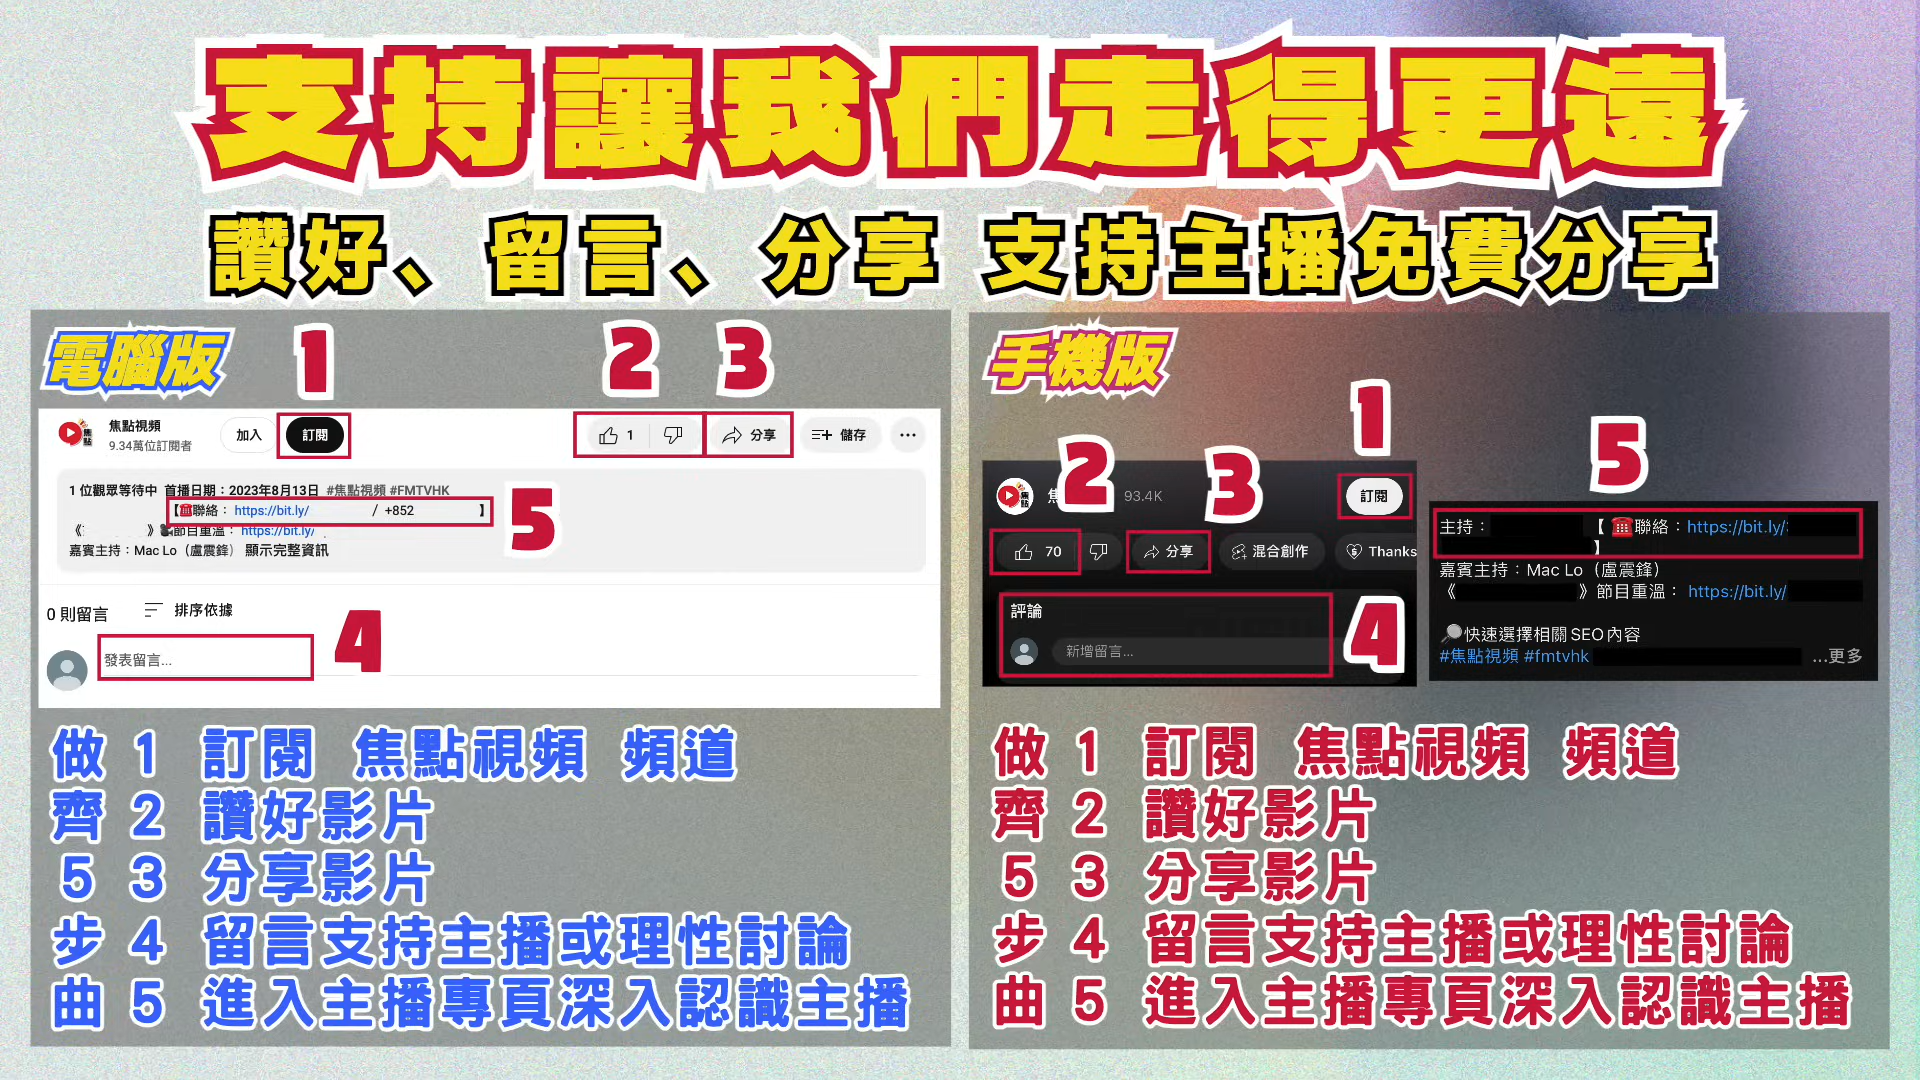 支持讓我們走得更遠
讚好、留言、分享 支持主播免費分享
電腦版
1
2
3
焦點視頻
9.34萬位訂閱者
加入
訂閱
1
分享
儲存
1 位觀眾等待中 首播日期：2023年8月13日 #焦點視頻 #FMTVHK
【☎️聯絡： https://bit.ly/ / +852 】
《 》🎥節目重溫： https://bit.ly/
嘉賓主持：Mac Lo（盧震鋒） 顯示完整資訊
5
0 則留言 排序依據
發表留言...
4
做 1 訂閱 焦點視頻 頻道
齊 2 讚好影片
5 3 分享影片
步 4 留言支持主播或理性討論
曲 5 進入主播專頁深入認識主播
手機版
1
2
3
焦 93.4K
訂閱
70
分享
混合創作
Thanks
評論
新增留言...
4
5
主持： 【☎️聯絡：https://bit.ly/
】
嘉賓主持：Mac Lo（盧震鋒）
《 》節目重溫： https://bit.ly/
🔎快速選擇相關SEO內容
#焦點視頻 #fmtvhk ...更多
做 1 訂閱 焦點視頻 頻道
齊 2 讚好影片
5 3 分享影片
步 4 留言支持主播或理性討論
曲 5 進入主播專頁深入認識主播